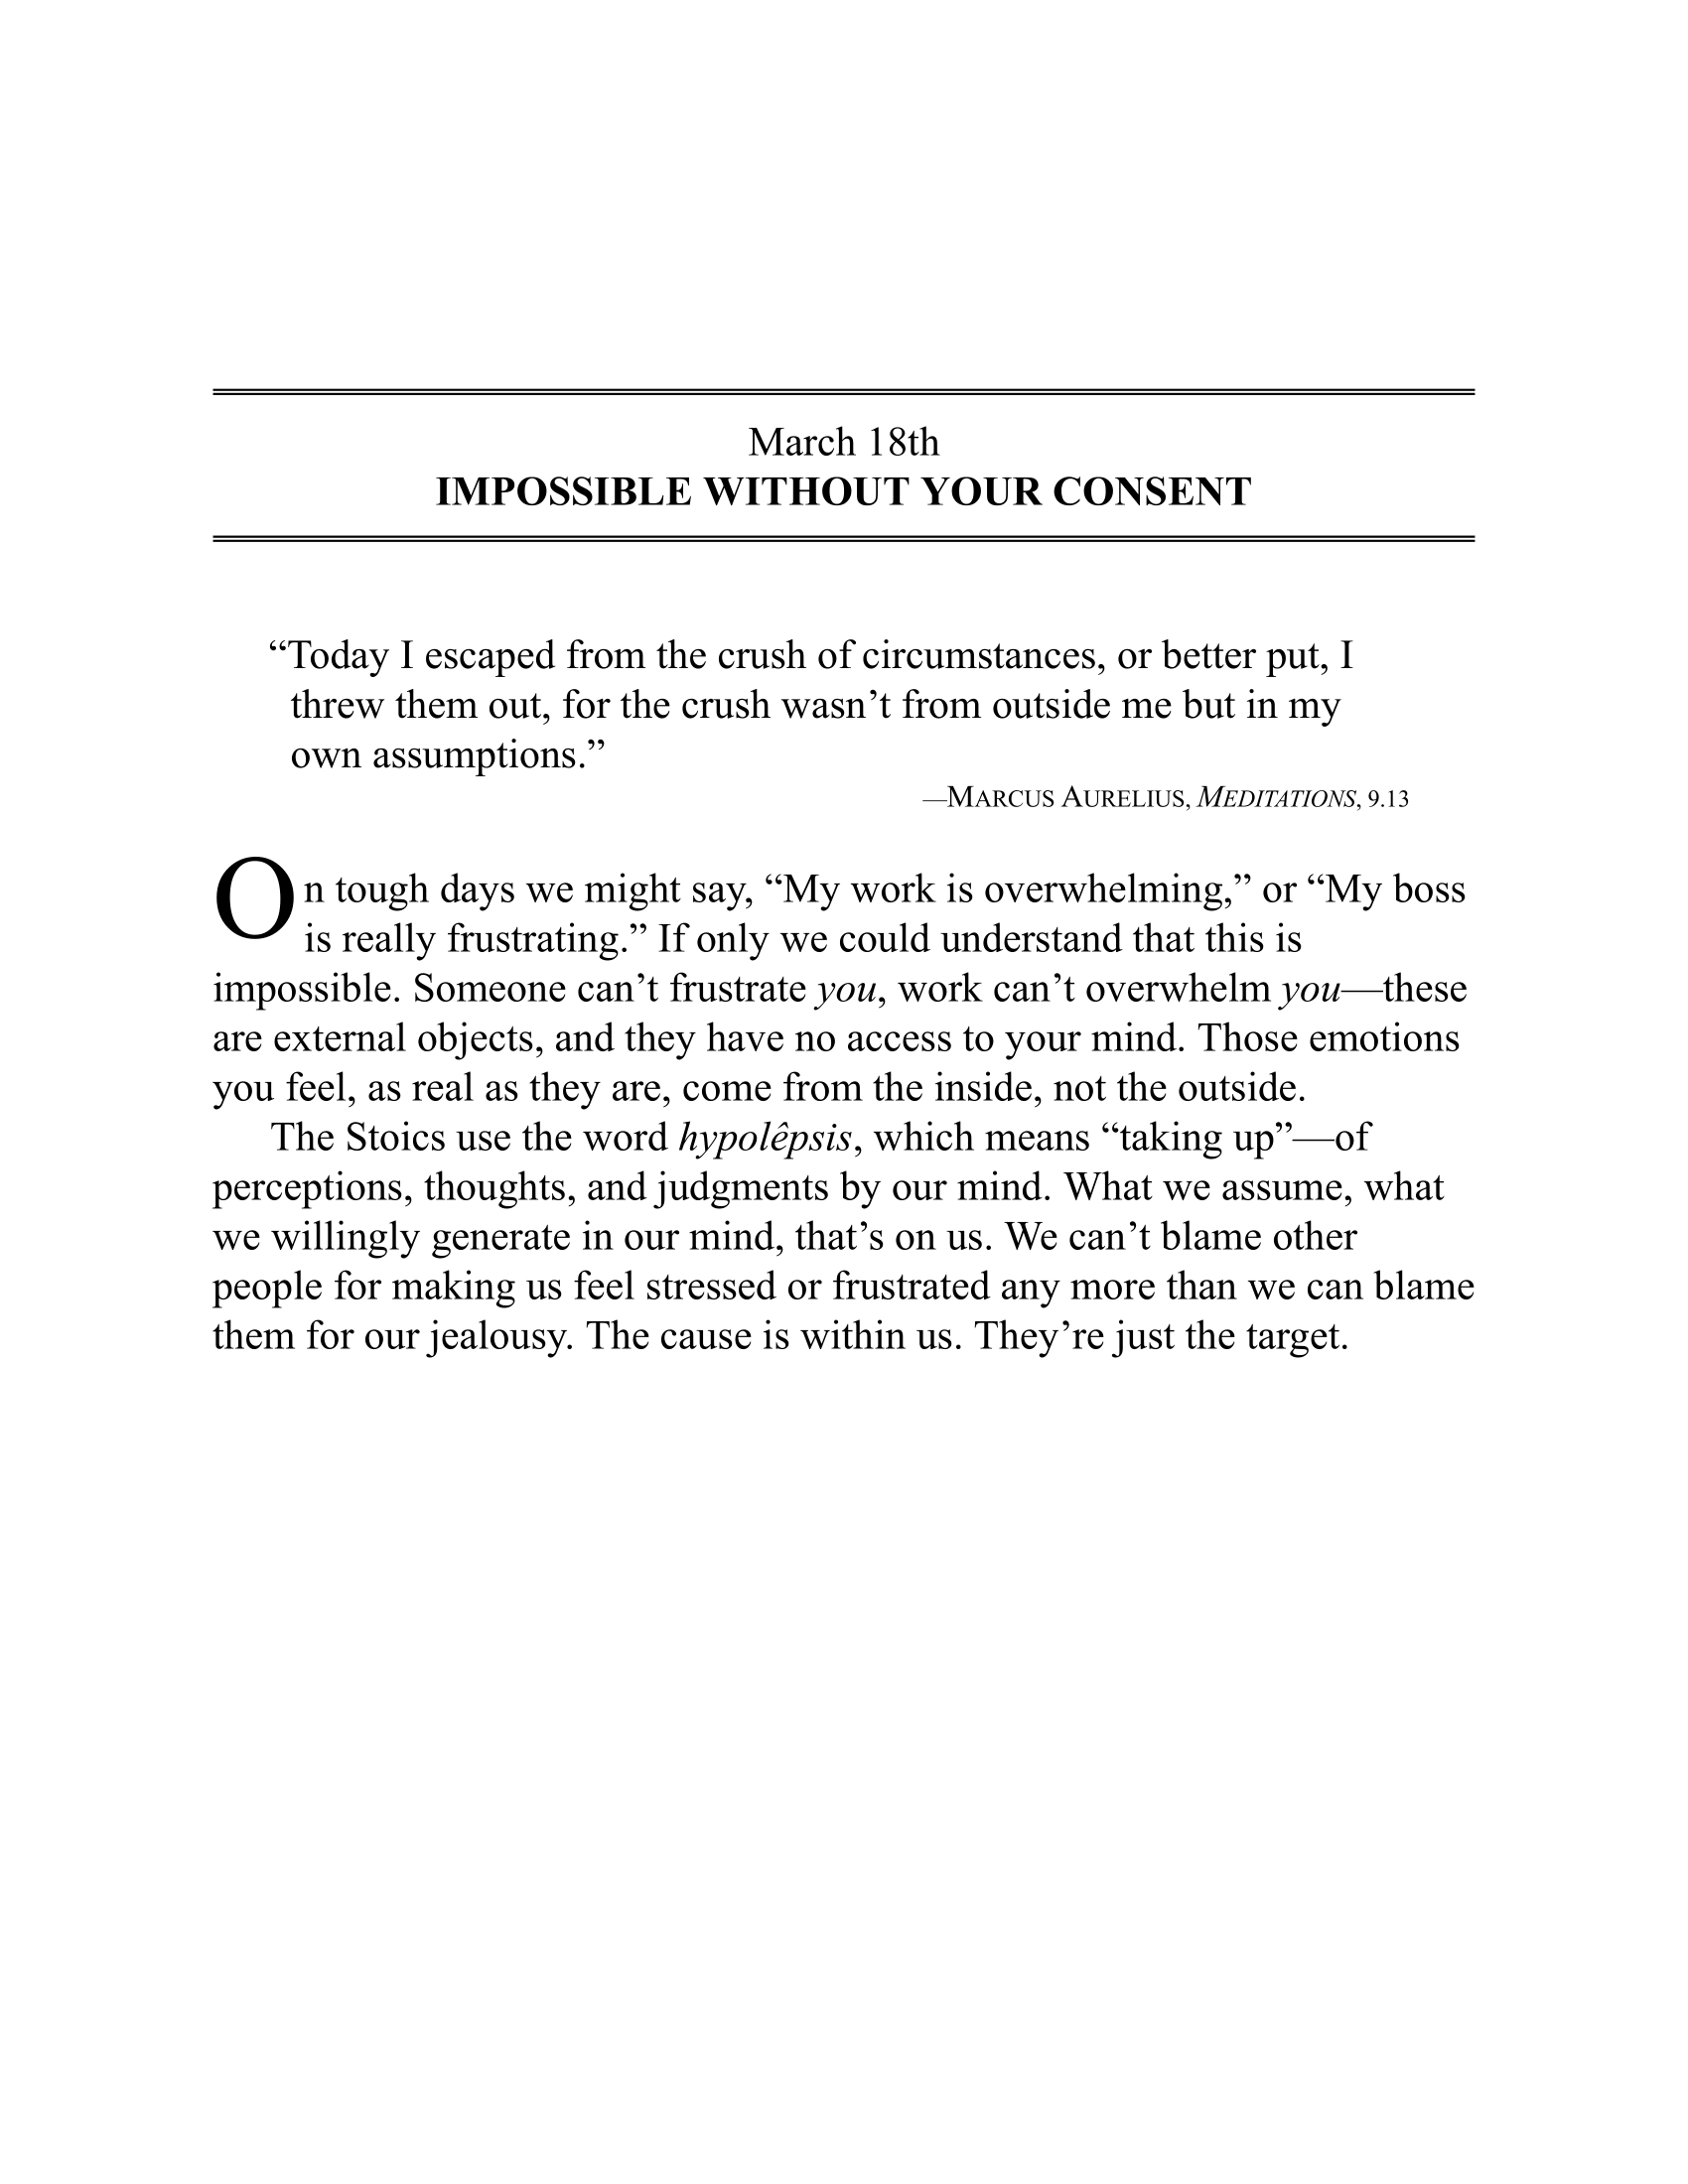 March 18th
IMPOSSIBLE WITHOUT YOUR CONSENT
“Today I escaped from the crush of circumstances, or better put, I
threw them out, for the crush wasn’t from outside me but in my
own assumptions.”
—MARCUS AURELIUS, MEDITATIONS, 9.13
On tough days we might say, “My work is overwhelming,” or “My boss
is really frustrating.” If only we could understand that this is
impossible. Someone can’t frustrate you, work can’t overwhelm you—these
are external objects, and they have no access to your mind. Those emotions
you feel, as real as they are, come from the inside, not the outside.
The Stoics use the word hypolêpsis, which means “taking up”—of
perceptions, thoughts, and judgments by our mind. What we assume, what
we willingly generate in our mind, that’s on us. We can’t blame other
people for making us feel stressed or frustrated any more than we can blame
them for our jealousy. The cause is within us. They’re just the target.